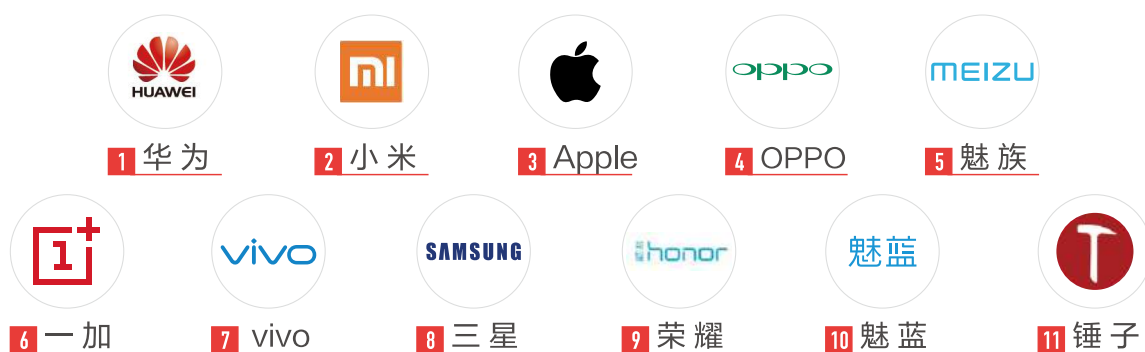 HUAWEI
mi
oppo
MEIZU
1 华为
2 小米
3 Apple
4 OPPO
5 魅族
1+
vivo
SAMSUNG
honor
魅蓝
T
6 一加
7 vivo
8 三星
9 荣耀
10 魅蓝
11 锤子